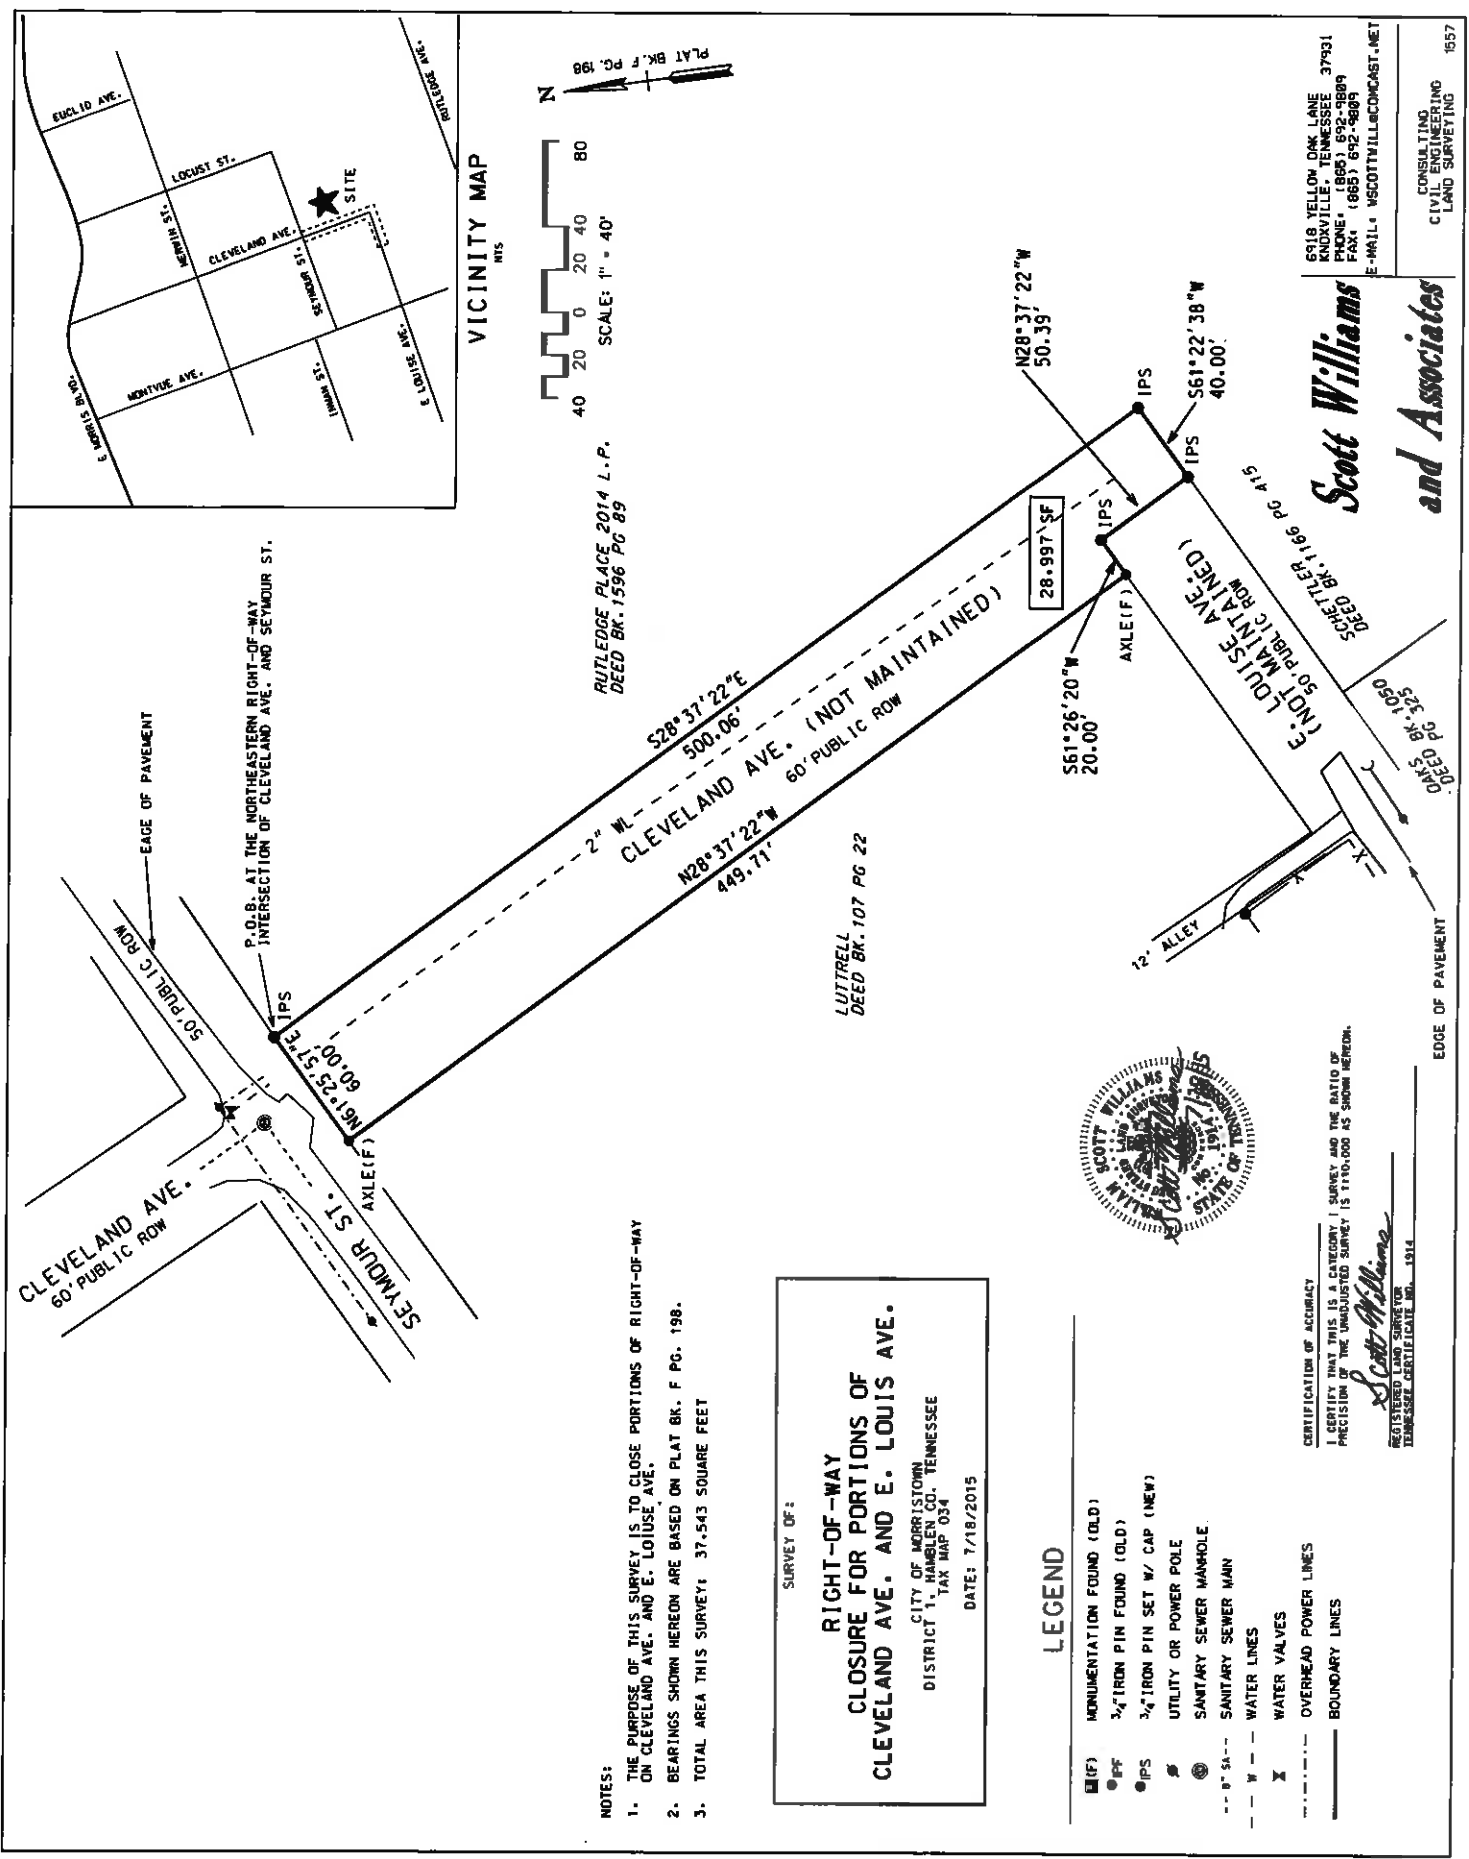 EUCLID AVE.
RUTLEDGE AVE.
LOCUST ST.
MERWIN ST.
CLEVELAND AVE.
SITE
SEYMOUR ST.
MONTVUE AVE.
INMAN ST.
E LOUISE AVE.
E MORRIS BLVD.
VICINITY MAP
NTS
N
PLAT BK. F PG. 198
40 20 0 20 40 80
SCALE: 1" = 40'
CLEVELAND AVE.
60' PUBLIC ROW
SEYMOUR ST.
50' PUBLIC ROW
EAGE OF PAVEMENT
P.O.B. AT THE NORTHEASTERN RIGHT-OF-WAY
INTERSECTION OF CLEVELAND AVE. AND SEYMOUR ST.
IPS
N61°25'57"E
60.00'
AXLE(F)
RUTLEDGE PLACE 2014 L.P.
DEED BK. 1596 PG 89
S28°37'22"E
500.06'
2" WL
CLEVELAND AVE. (NOT MAINTAINED)
60' PUBLIC ROW
N28°37'22"W
449.71'
LUTTRELL
DEED BK. 107 PG 22
28.997 SF
N28°37'22"W
50.39'
IPS
S61°22'38"W
40.00'
IPS
IPS
AXLE(F)
S61°26'20"W
20.00'
E. LOUISE AVE.
(NOT MAINTAINED)
50' PUBLIC ROW
SCHETTLER
DEED BK. 1166 PG 415
OAKS
DEED BK. 1050
PG 325
12' ALLEY
X
X
EDGE OF PAVEMENT
NOTES:
1. THE PURPOSE OF THIS SURVEY IS TO CLOSE PORTIONS OF RIGHT-OF-WAY
ON CLEVELAND AVE. AND E. LOIUSE AVE.
2. BEARINGS SHOWN HEREON ARE BASED ON PLAT BK. F PG. 198.
3. TOTAL AREA THIS SURVEY: 37.543 SQUARE FEET
SURVEY OF:
RIGHT-OF-WAY
CLOSURE FOR PORTIONS OF
CLEVELAND AVE. AND E. LOUIS AVE.
CITY OF MORRISTOWN
DISTRICT 1, HAMBLEN CO. TENNESSEE
TAX MAP 034
DATE: 7/18/2015
LEGEND
(F) MONUMENTATION FOUND (OLD)
IPF 3/4" IRON PIN FOUND (OLD)
IPS 3/4" IRON PIN SET W/ CAP (NEW)
UTILITY OR POWER POLE
SANITARY SEWER MANHOLE
-- 8" SA -- SANITARY SEWER MAIN
-- W -- WATER LINES
WATER VALVES
OVERHEAD POWER LINES
BOUNDARY LINES
WILLIAM SCOTT WILLIAMS
STATE OF TENNESSEE
No. 1914
CERTIFICATION OF ACCURACY
I CERTIFY THAT THIS IS A CATEGORY I SURVEY AND THE RATIO OF
PRECISION OF THE UNADJUSTED SURVEY IS 1:10,000 AS SHOWN HEREON.
Scott Williams
REGISTERED LAND SURVEYOR
TENNESSEE CERTIFICATE NO. 1914
Scott Williams
and Associates
6918 YELLOW OAK LANE
KNOXVILLE, TENNESSEE 37931
PHONE: (865) 692-9809
FAX: (865) 692-9809
E-MAIL: WSCOTTWILL@COMCAST.NET
CONSULTING
CIVIL ENGINEERING
LAND SURVEYING
1557